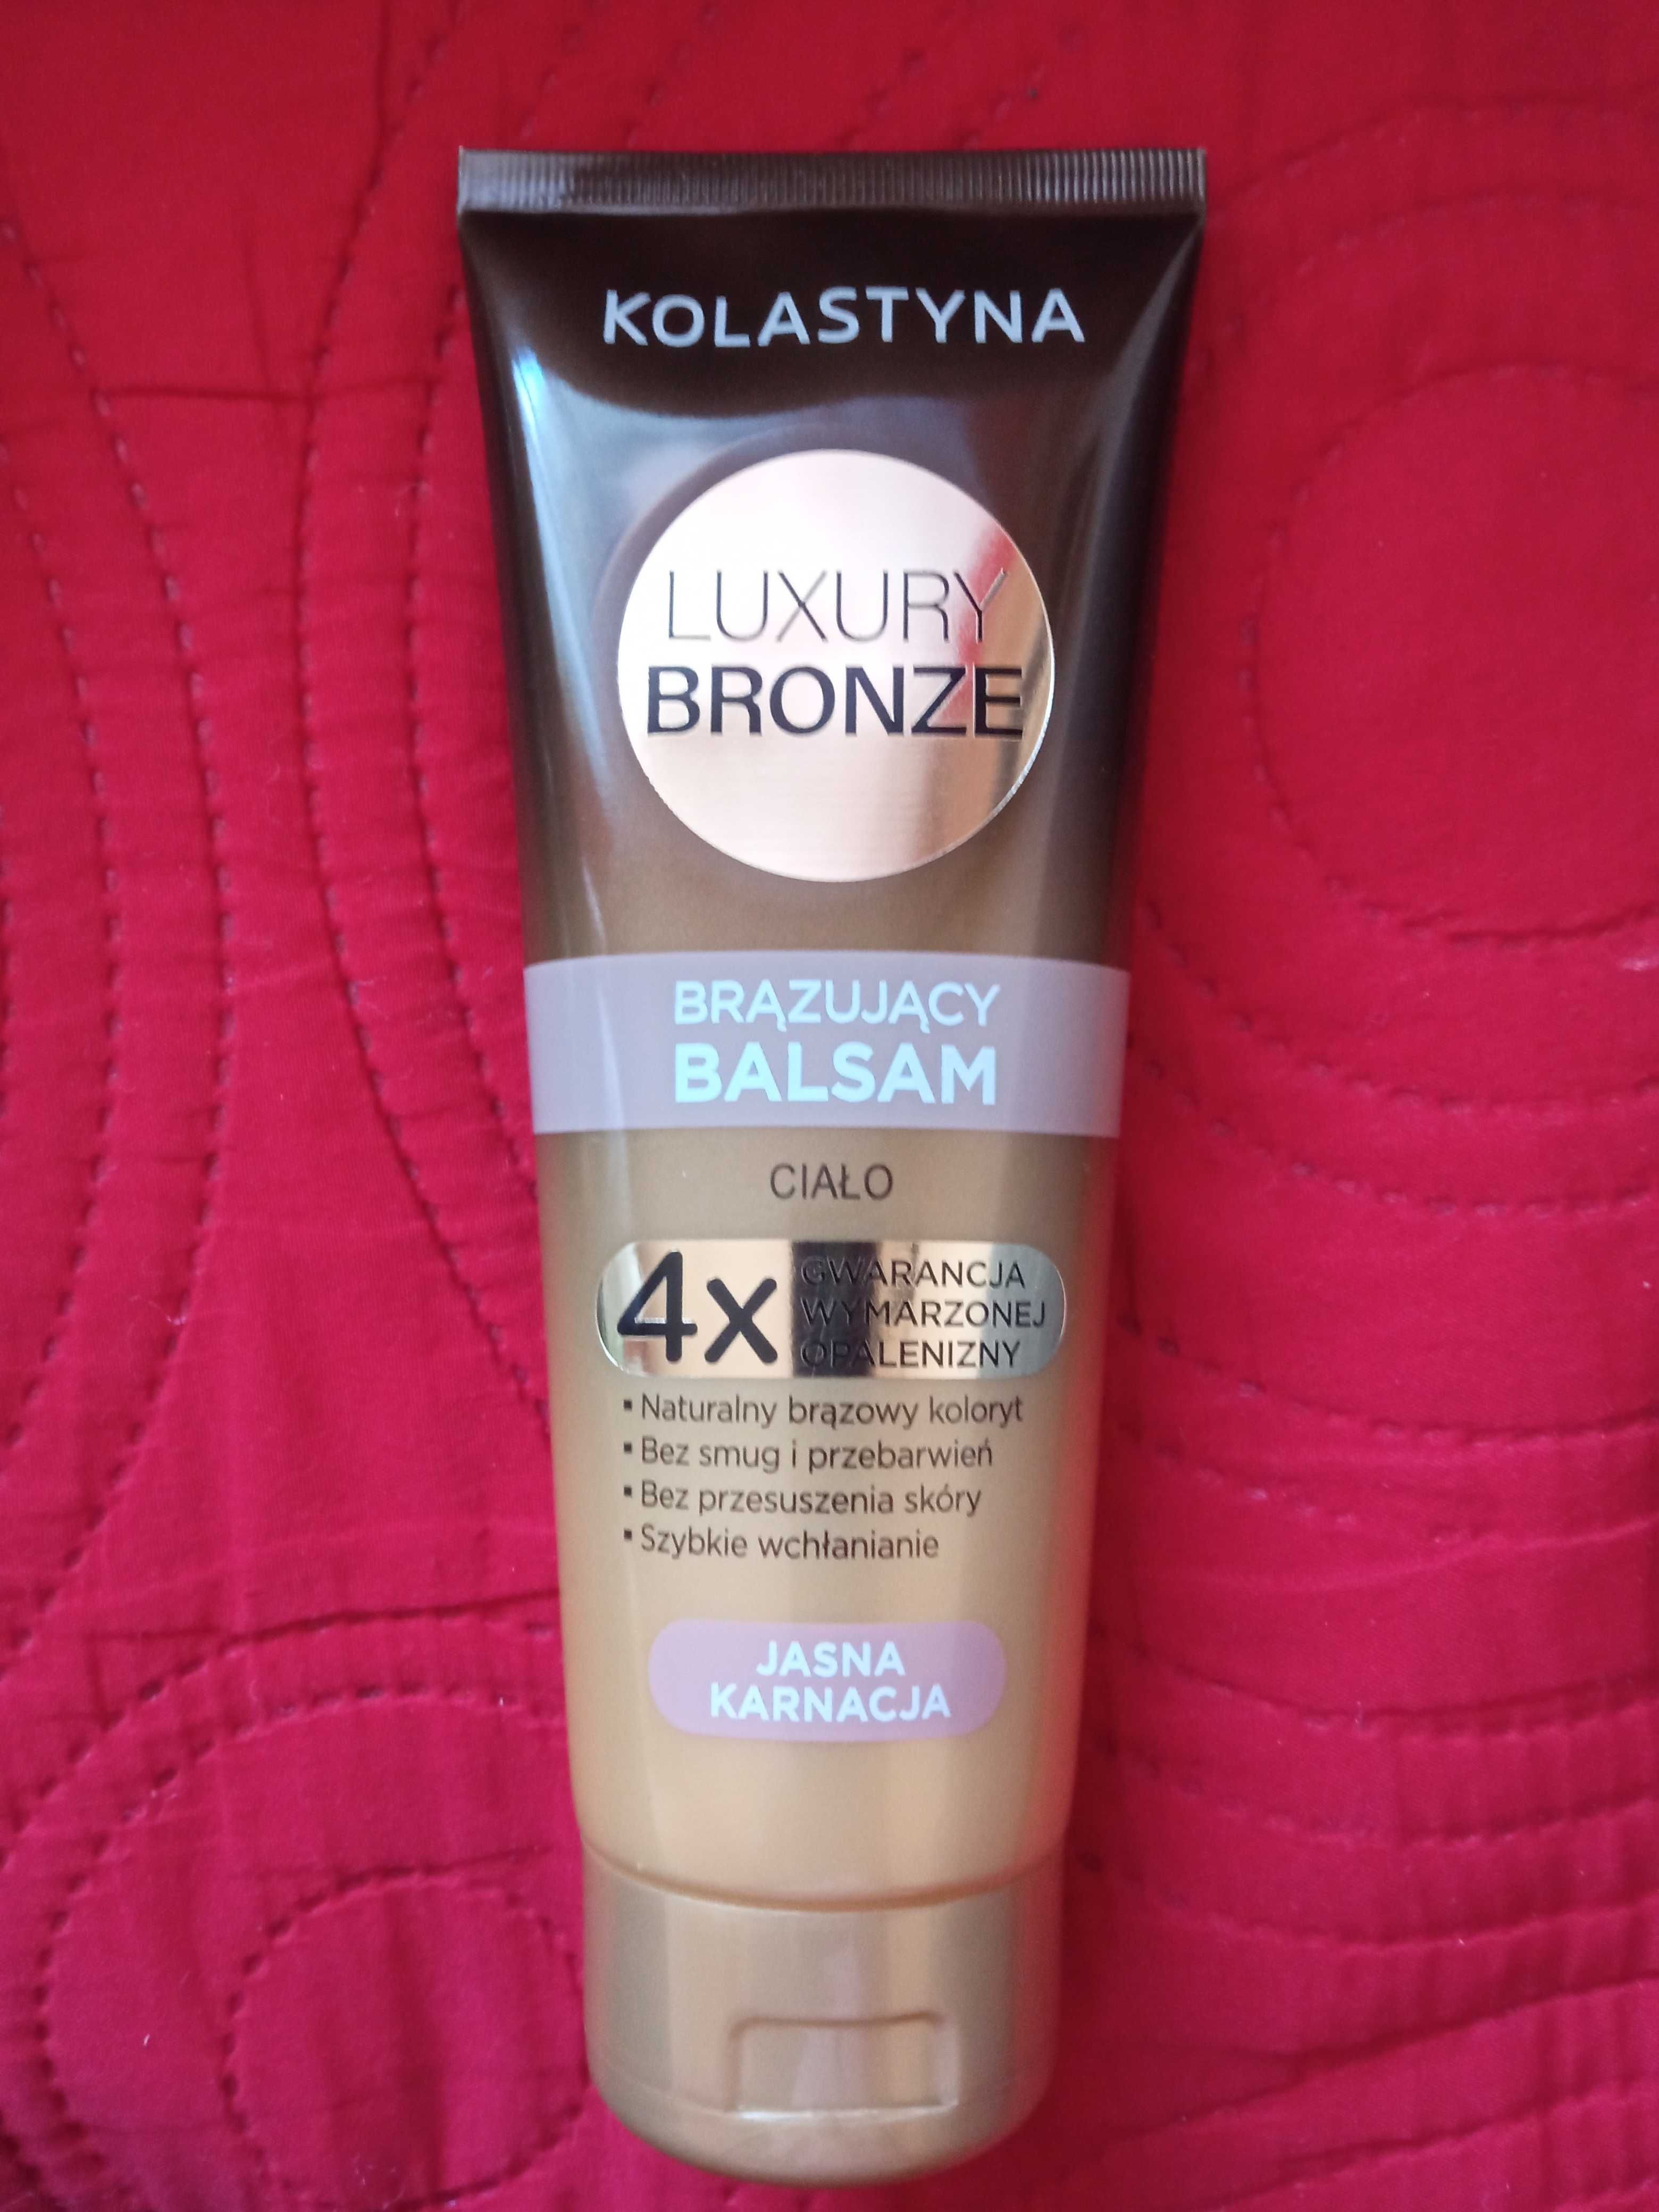 KOLASTYNA
LUXURY
BRONZE
BRĄZUJĄCY
BALSAM
CIAŁO
4x GWARANCJA
WYMARZONEJ
OPALENIZNY
▪ Naturalny brązowy koloryt
▪ Bez smug i przebarwień
▪ Bez przesuszenia skóry
▪ Szybkie wchłanianie
JASNA
KARNACJA